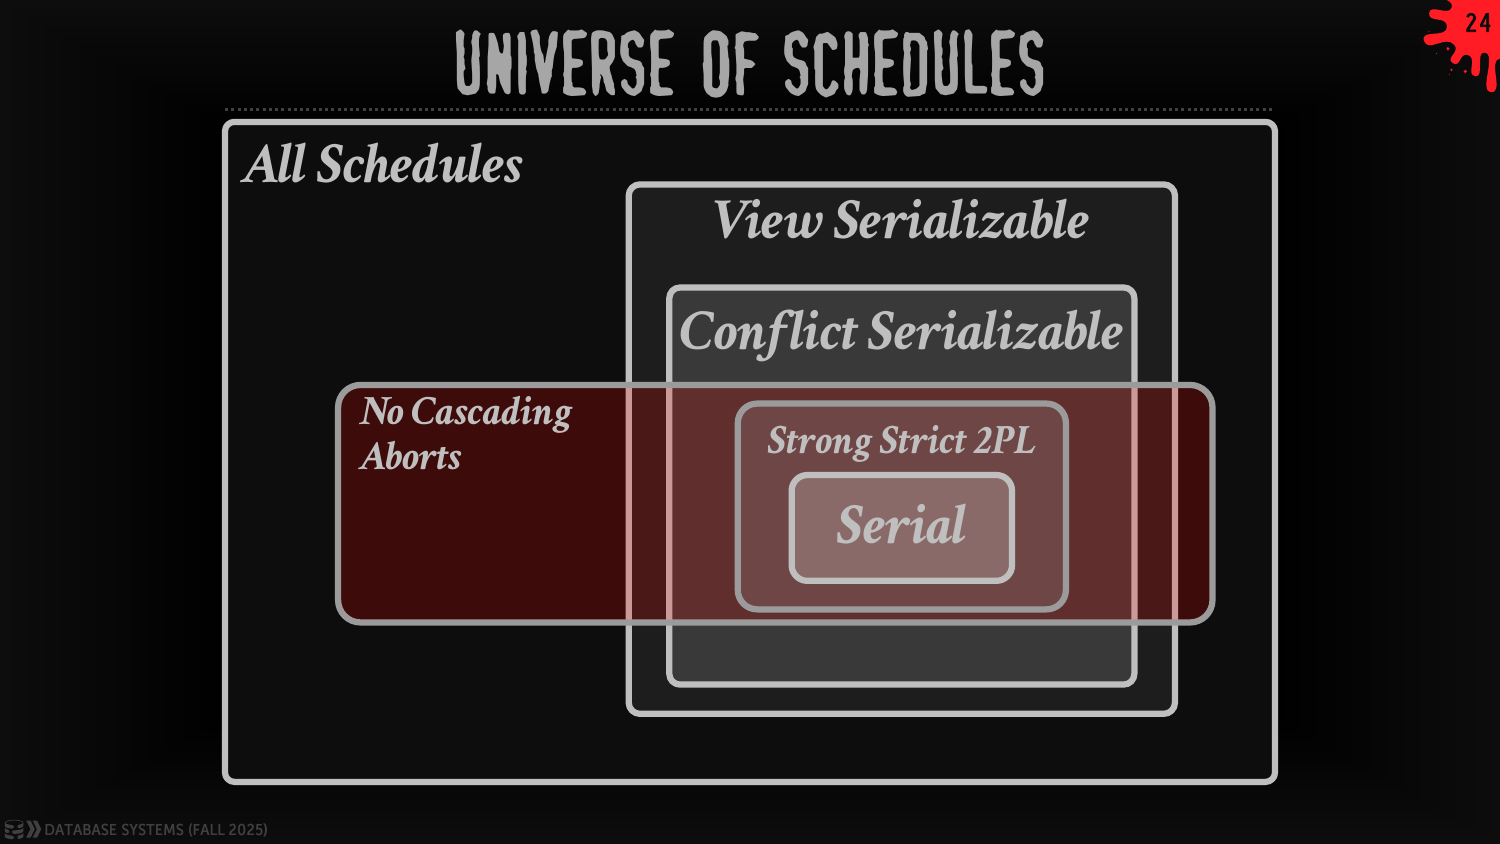 24
UNIVERSE OF SCHEDULES
All Schedules
View Serializable
Conflict Serializable
No Cascading
Aborts
Strong Strict 2PL
Serial
DATABASE SYSTEMS (FALL 2025)